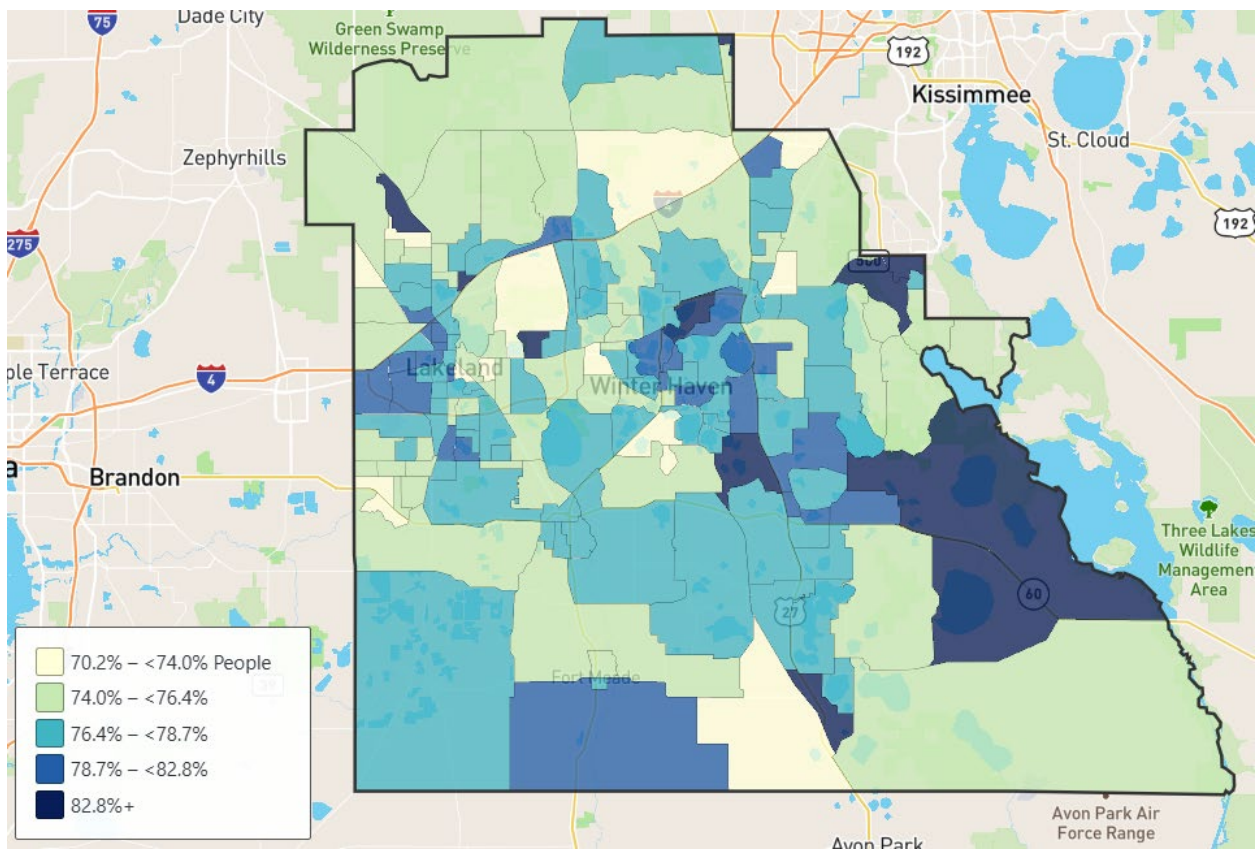 75
Dade City
Green Swamp
Wilderness Preserve
192
Kissimmee
St. Cloud
Zephyrhills
192
275
4
500
ple Terrace
4
Lakeland
Winter Haven
Brandon
a
Three Lakes
Wildlife
Management
Area
60
27
Fort Meade
70.2% – <74.0% People
74.0% – <76.4%
76.4% – <78.7%
78.7% – <82.8%
82.8%+
Avon Park Air
Force Range
Avon Park